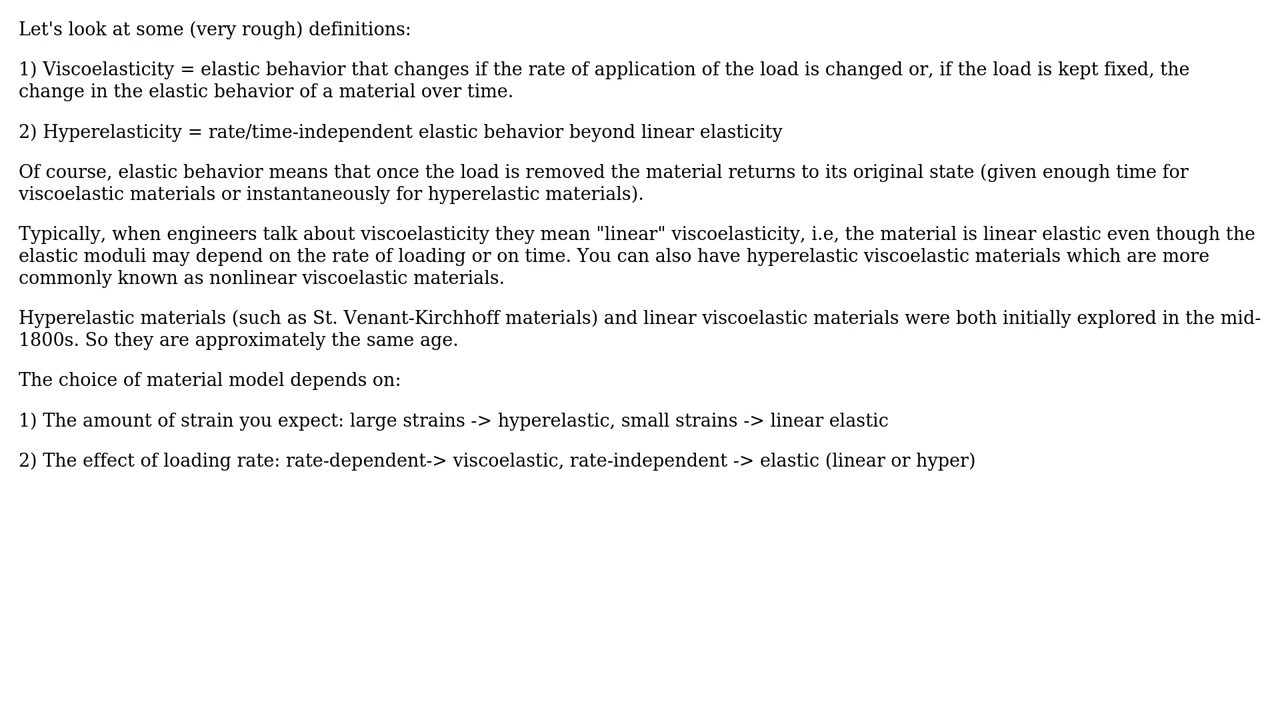 Let's look at some (very rough) definitions:
1) Viscoelasticity = elastic behavior that changes if the rate of application of the load is changed or, if the load is kept fixed, the
change in the elastic behavior of a material over time.
2) Hyperelasticity = rate/time-independent elastic behavior beyond linear elasticity
Of course, elastic behavior means that once the load is removed the material returns to its original state (given enough time for
viscoelastic materials or instantaneously for hyperelastic materials).
Typically, when engineers talk about viscoelasticity they mean "linear" viscoelasticity, i.e, the material is linear elastic even though the
elastic moduli may depend on the rate of loading or on time. You can also have hyperelastic viscoelastic materials which are more
commonly known as nonlinear viscoelastic materials.
Hyperelastic materials (such as St. Venant-Kirchhoff materials) and linear viscoelastic materials were both initially explored in the mid-
1800s. So they are approximately the same age.
The choice of material model depends on:
1) The amount of strain you expect: large strains -> hyperelastic, small strains -> linear elastic
2) The effect of loading rate: rate-dependent-> viscoelastic, rate-independent -> elastic (linear or hyper)